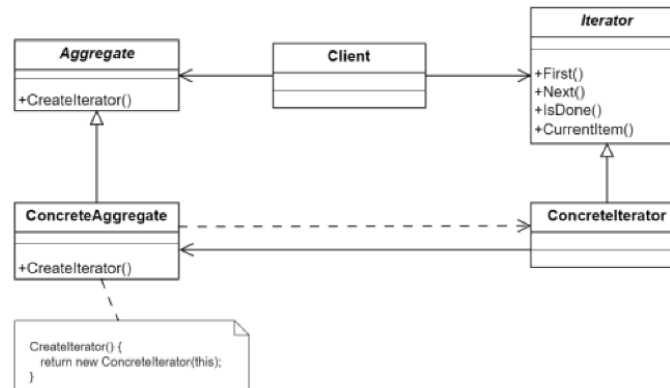 Aggregate
+CreateIterator()
Client
Iterator
+First()
+Next()
+IsDone()
+CurrentItem()
ConcreteAggregate
+CreateIterator()
ConcreteIterator
CreateIterator() {
return new ConcreteIterator(this);
}